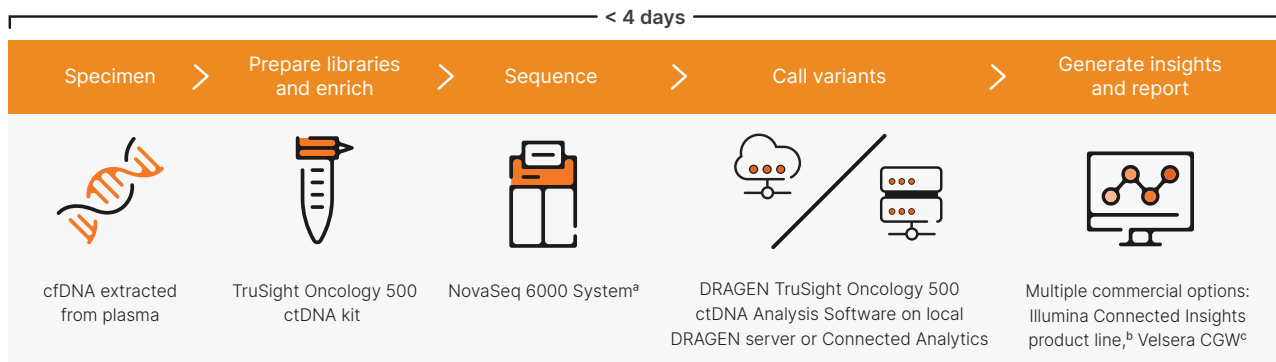 < 4 days
Specimen
Prepare libraries
and enrich
Sequence
Call variants
Generate insights
and report
cfDNA extracted
from plasma
TruSight Oncology 500
ctDNA kit
NovaSeq 6000 Systemᵃ
DRAGEN TruSight Oncology 500
ctDNA Analysis Software on local
DRAGEN server or Connected Analytics
Multiple commercial options:
Illumina Connected Insights
product line,ᵇ Velsera CGWᶜ